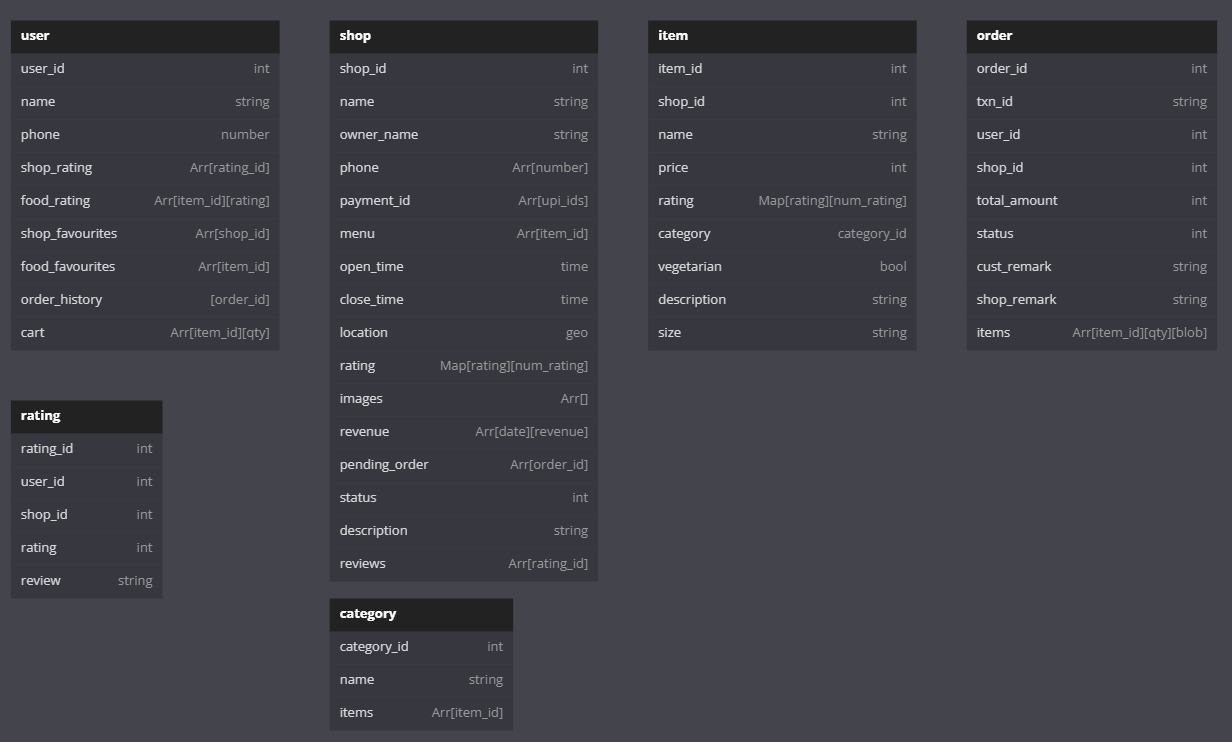 user
user_id int
name string
phone number
shop_rating Arr[rating_id]
food_rating Arr[item_id][rating]
shop_favourites Arr[shop_id]
food_favourites Arr[item_id]
order_history [order_id]
cart Arr[item_id][qty]
rating
rating_id int
user_id int
shop_id int
rating int
review string
shop
shop_id int
name string
owner_name string
phone Arr[number]
payment_id Arr[upi_ids]
menu Arr[item_id]
open_time time
close_time time
location geo
rating Map[rating][num_rating]
images Arr[]
revenue Arr[date][revenue]
pending_order Arr[order_id]
status int
description string
reviews Arr[rating_id]
category
category_id int
name string
items Arr[item_id]
item
item_id int
shop_id int
name string
price int
rating Map[rating][num_rating]
category category_id
vegetarian bool
description string
size string
order
order_id int
txn_id string
user_id int
shop_id int
total_amount int
status int
cust_remark string
shop_remark string
items Arr[item_id][qty][blob]